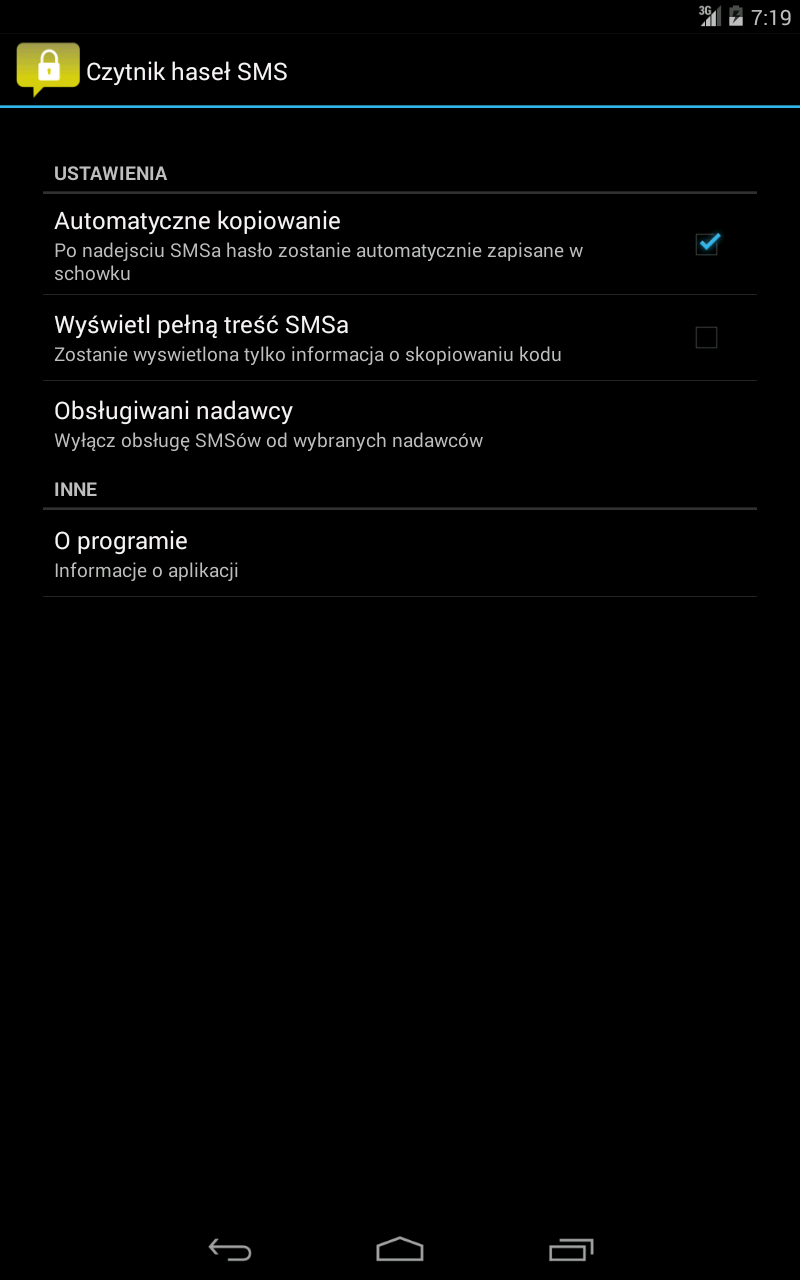 3G 7:19
Czytnik haseł SMS
USTAWIENIA
Automatyczne kopiowanie
Po nadejsciu SMSa hasło zostanie automatycznie zapisane w
schowku
Wyświetl pełną treść SMSa
Zostanie wyswietlona tylko informacja o skopiowaniu kodu
Obsługiwani nadawcy
Wyłącz obsługę SMSów od wybranych nadawców
INNE
O programie
Informacje o aplikacji